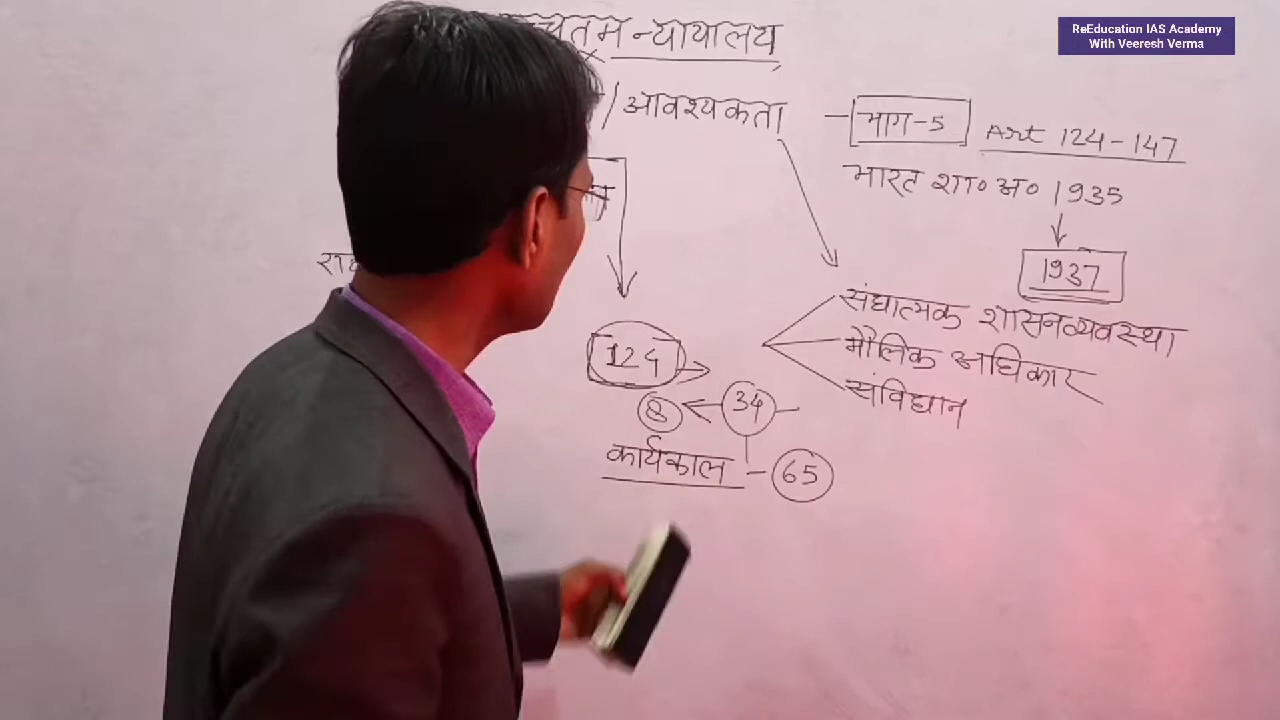 ReEducation IAS Academy
With Veeresh Verma
न्यायालय
/ आवश्यकता
- भाग-5
Art 124-147
भारत शा० अ० 1935
1937
संघात्मक शासनव्यवस्था
मौलिक अधिकार
संविधान
124
8
34
कार्यकाल - 65